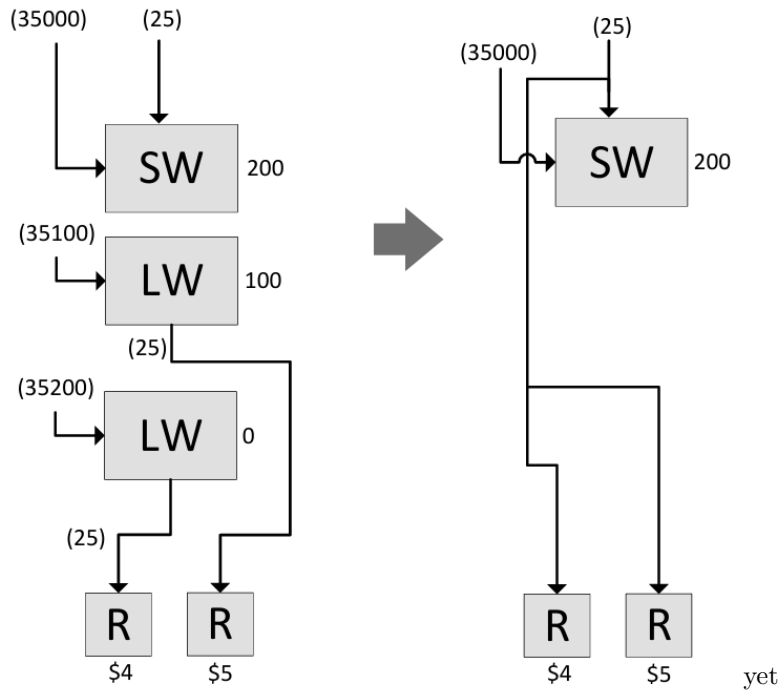 (35000) (25)
SW 200
(35100)
LW 100
(25)
(35200)
LW 0
(25)
R R
$4 $5
(25)
(35000)
SW 200
R R
$4 $5
yet